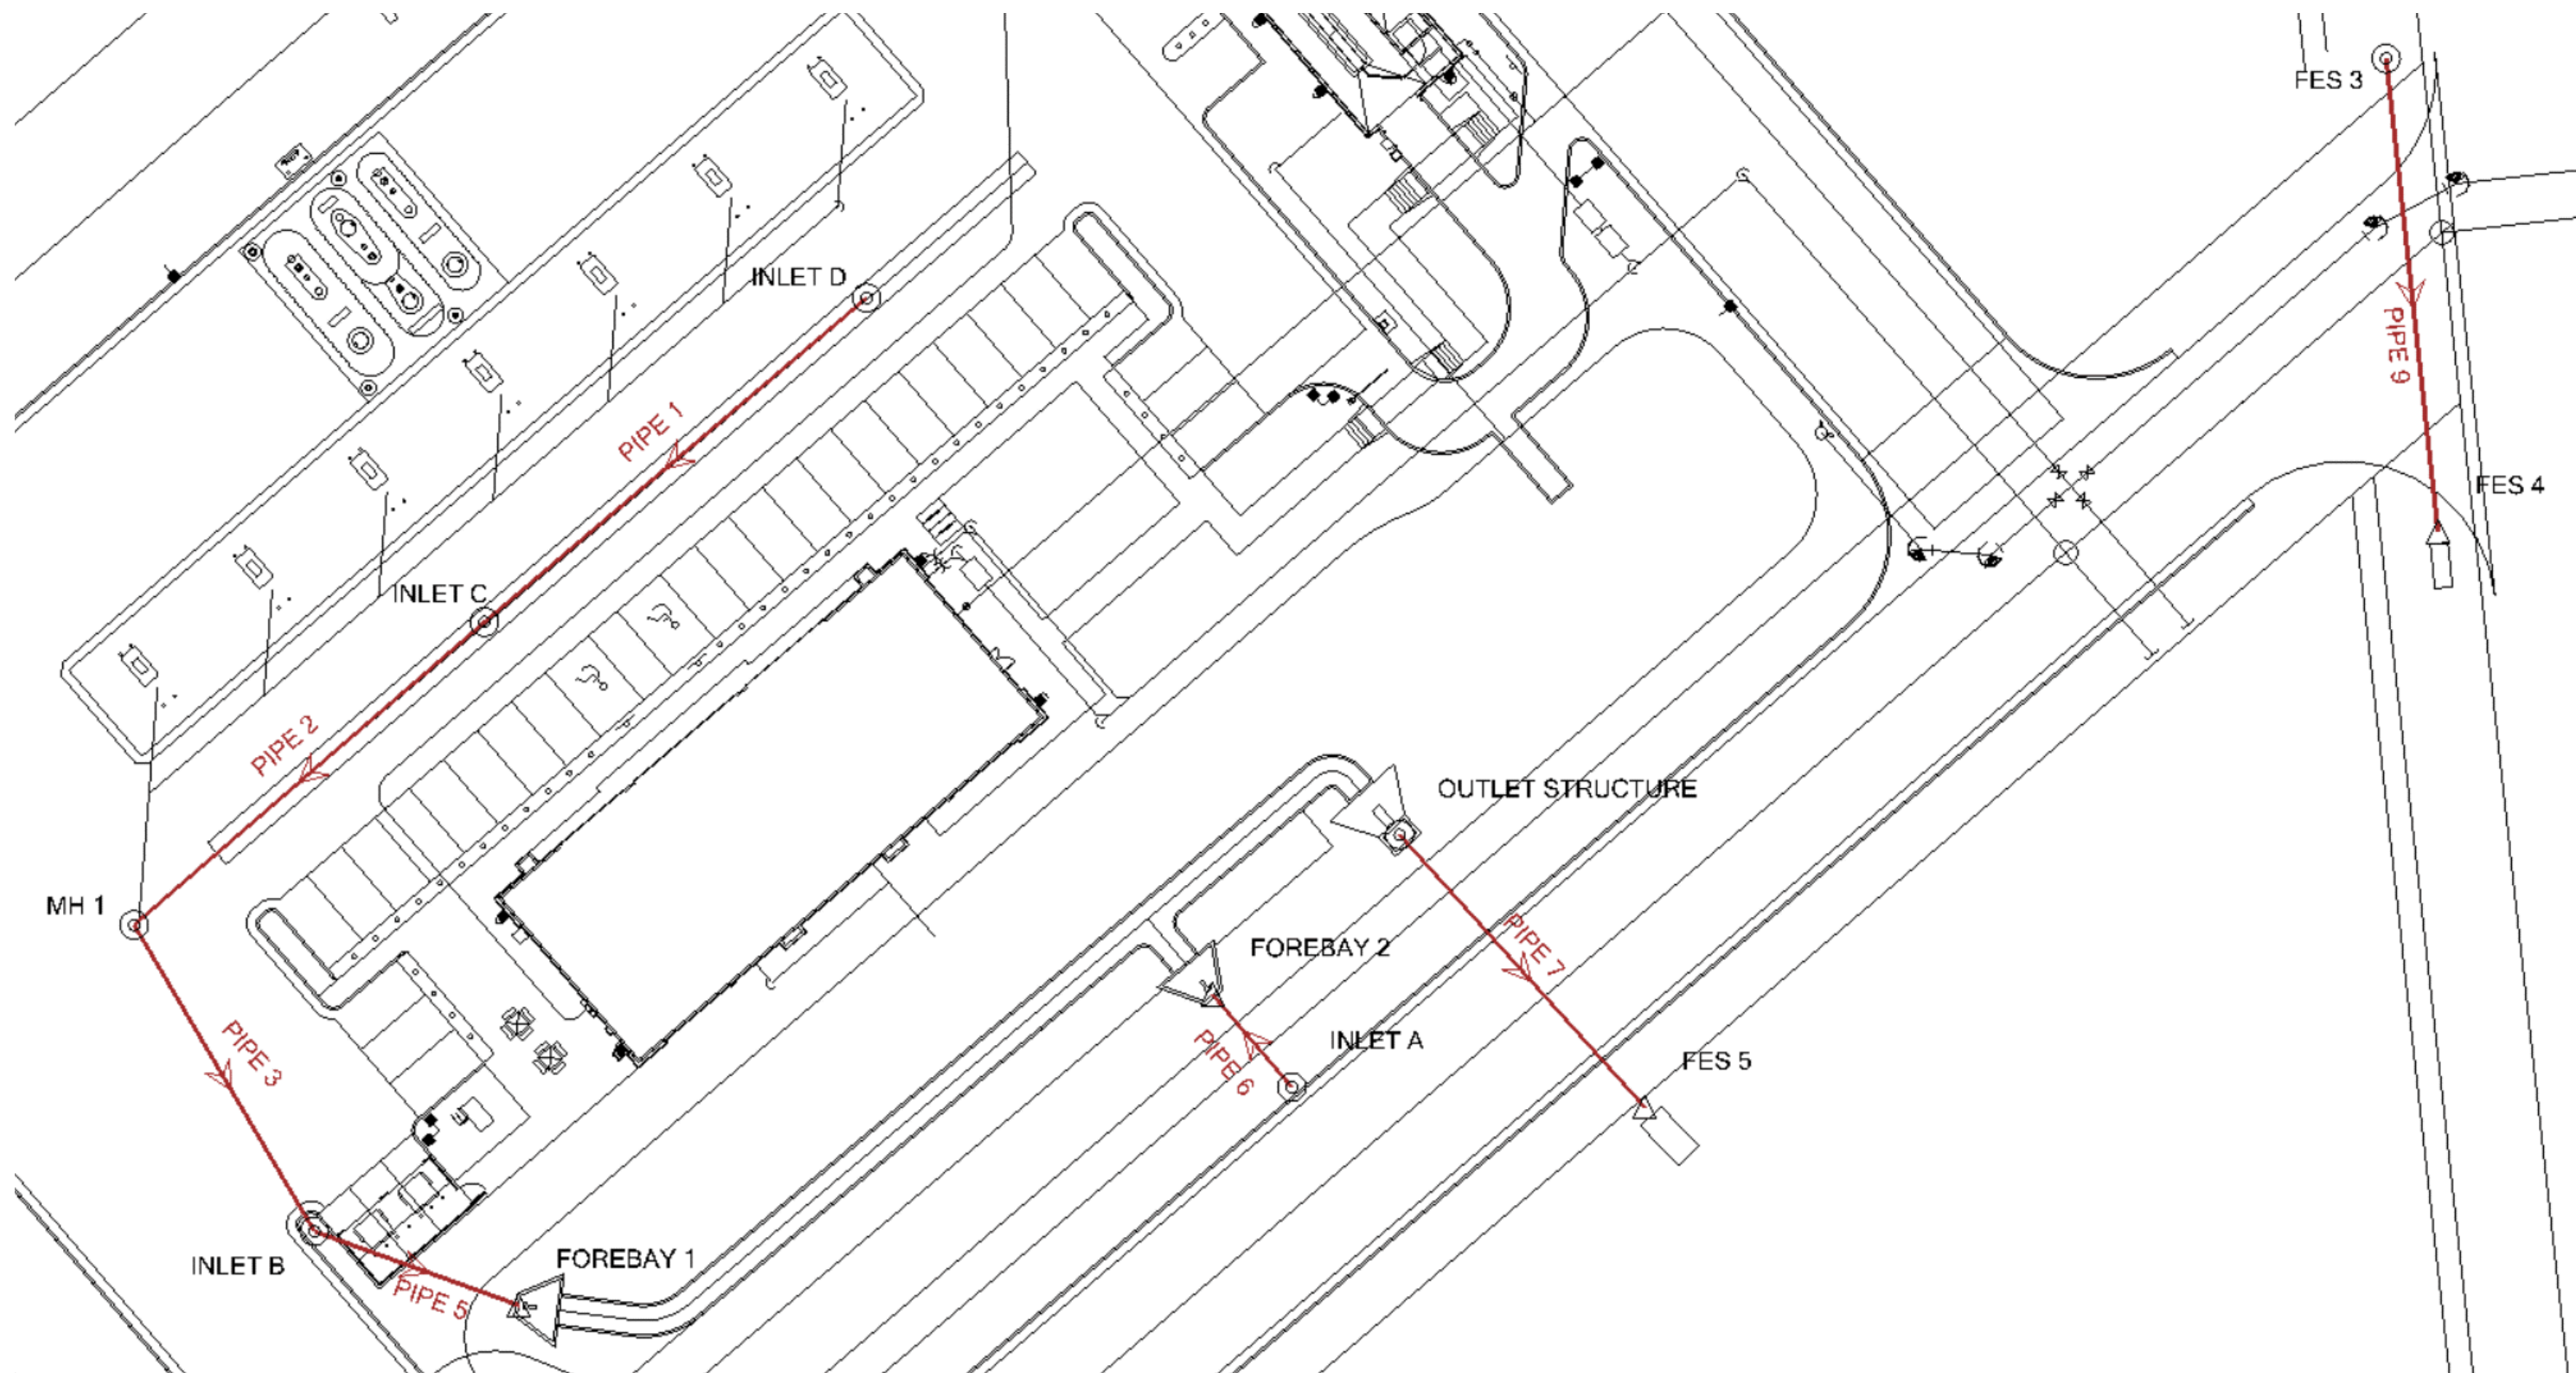 FES 3
INLET D
PIPE 9
PIPE 1
FES 4
INLET C
PIPE 2
OUTLET STRUCTURE
MH 1
PIPE 7
FOREBAY 2
INLET A
PIPE 3
PIPE 6
FES 5
INLET B
FOREBAY 1
PIPE 5